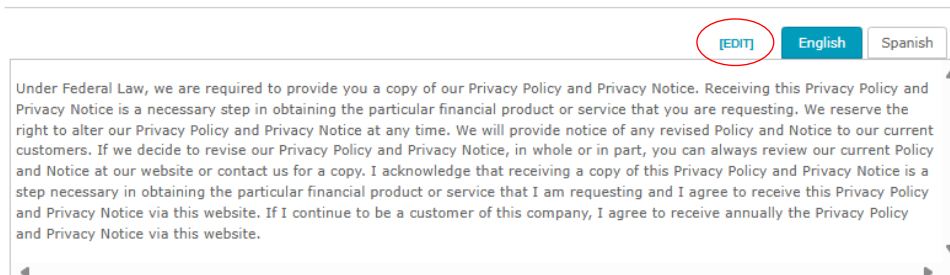 [EDIT] English Spanish
Under Federal Law, we are required to provide you a copy of our Privacy Policy and Privacy Notice. Receiving this Privacy Policy and
Privacy Notice is a necessary step in obtaining the particular financial product or service that you are requesting. We reserve the
right to alter our Privacy Policy and Privacy Notice at any time. We will provide notice of any revised Policy and Notice to our current
customers. If we decide to revise our Privacy Policy and Privacy Notice, in whole or in part, you can always review our current Policy
and Notice at our website or contact us for a copy. I acknowledge that receiving a copy of this Privacy Policy and Privacy Notice is a
step necessary in obtaining the particular financial product or service that I am requesting and I agree to receive this Privacy Policy
and Privacy Notice via this website. If I continue to be a customer of this company, I agree to receive annually the Privacy Policy
and Privacy Notice via this website.